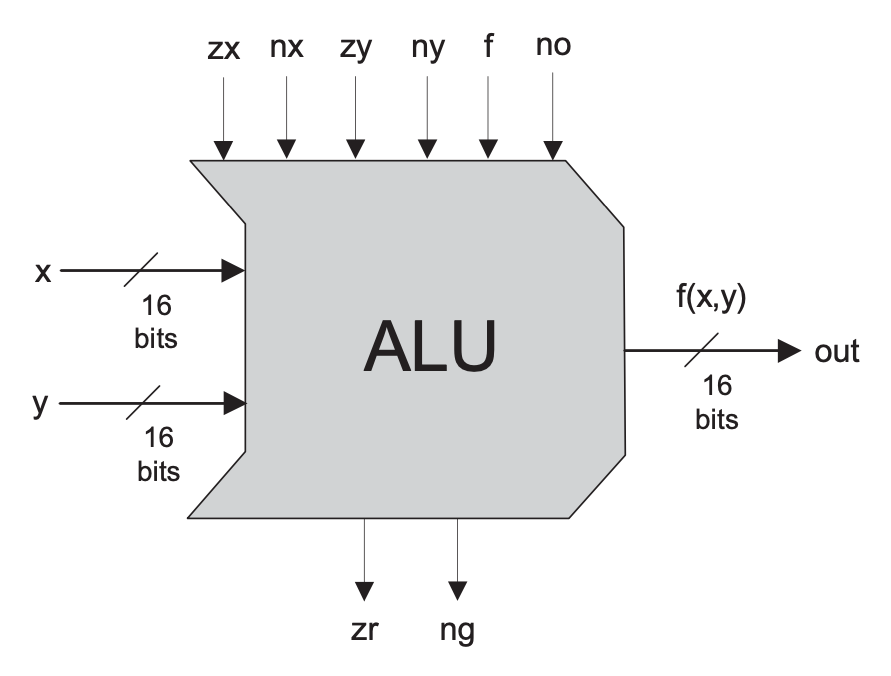 zx nx zy ny f no
x
16
bits
ALU
f(x,y)
out
16
bits
y
16
bits
zr ng